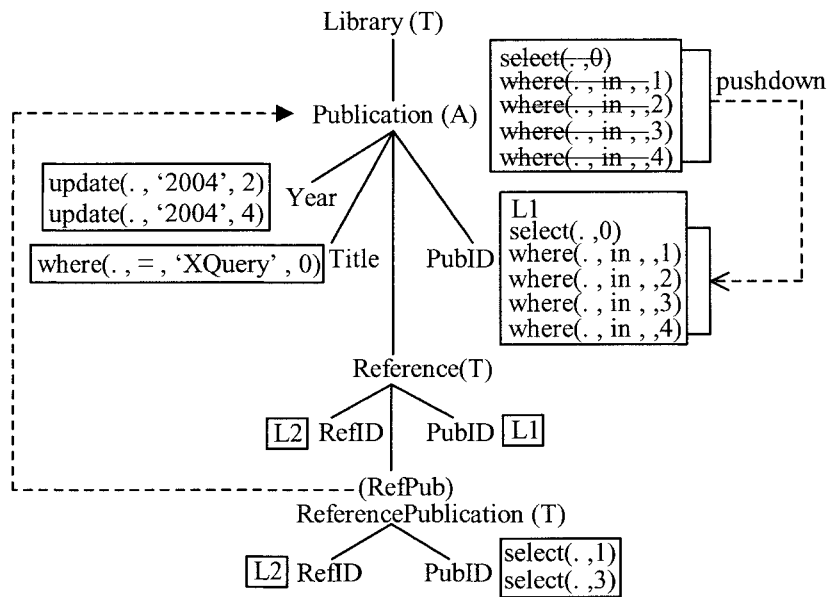 Library (T)
select(. ,0)
where(. , in , ,1)
where(. , in , ,2)
where(. , in , ,3)
where(. , in , ,4)
pushdown
Publication (A)
update(. , ‘2004’, 2)
update(. , ‘2004’, 4)
Year
where(. , = , ‘XQuery’ , 0)
Title
PubID
L1
select(. ,0)
where(. , in , ,1)
where(. , in , ,2)
where(. , in , ,3)
where(. , in , ,4)
Reference(T)
L2 RefID PubID L1
(RefPub)
ReferencePublication (T)
L2 RefID PubID
select(. ,1)
select(. ,3)